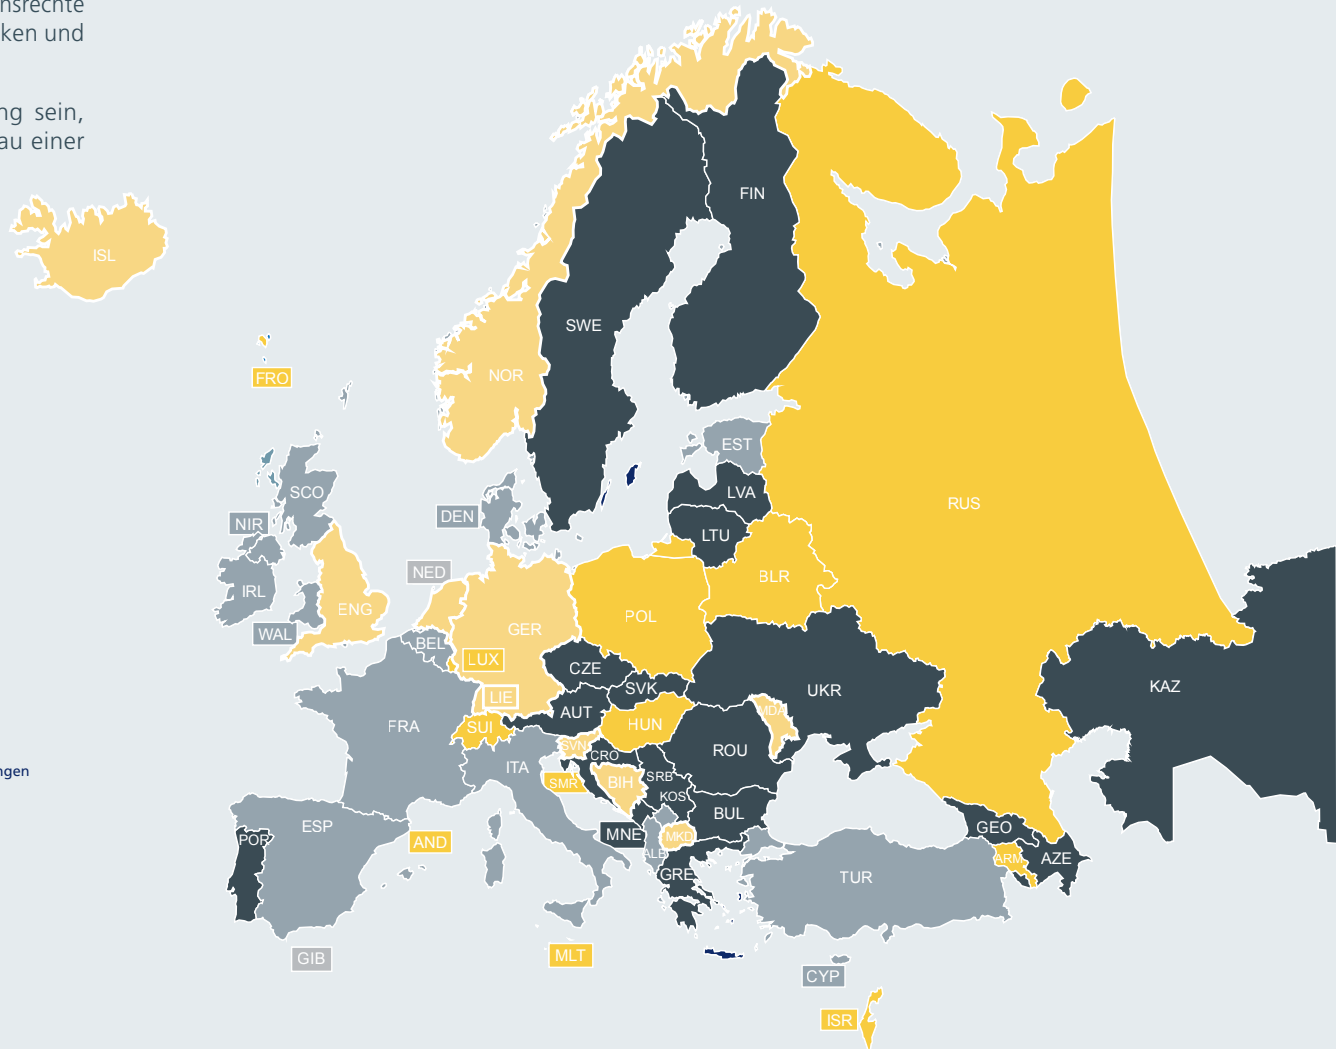 nsrechte
ken und
ng sein,
au einer
FIN
ISL
SWE
FRO
NOR
EST
SCO
LVA
RUS
DEN
NIR
LTU
NED
BLR
IRL
ENG
POL
WAL
GER
BEL
LUX
CZE
SVK
UKR
KAZ
LIE
AUT
MDA
FRA
SUI
HUN
SVN
ROU
CRO
ngen
ITA
SRB
SMR
BIH
KOS
BUL
ESP
GEO
MNE
MKD
POR
AND
ALB
ARM
AZE
GRE
TUR
GIB
MLT
CYP
ISR